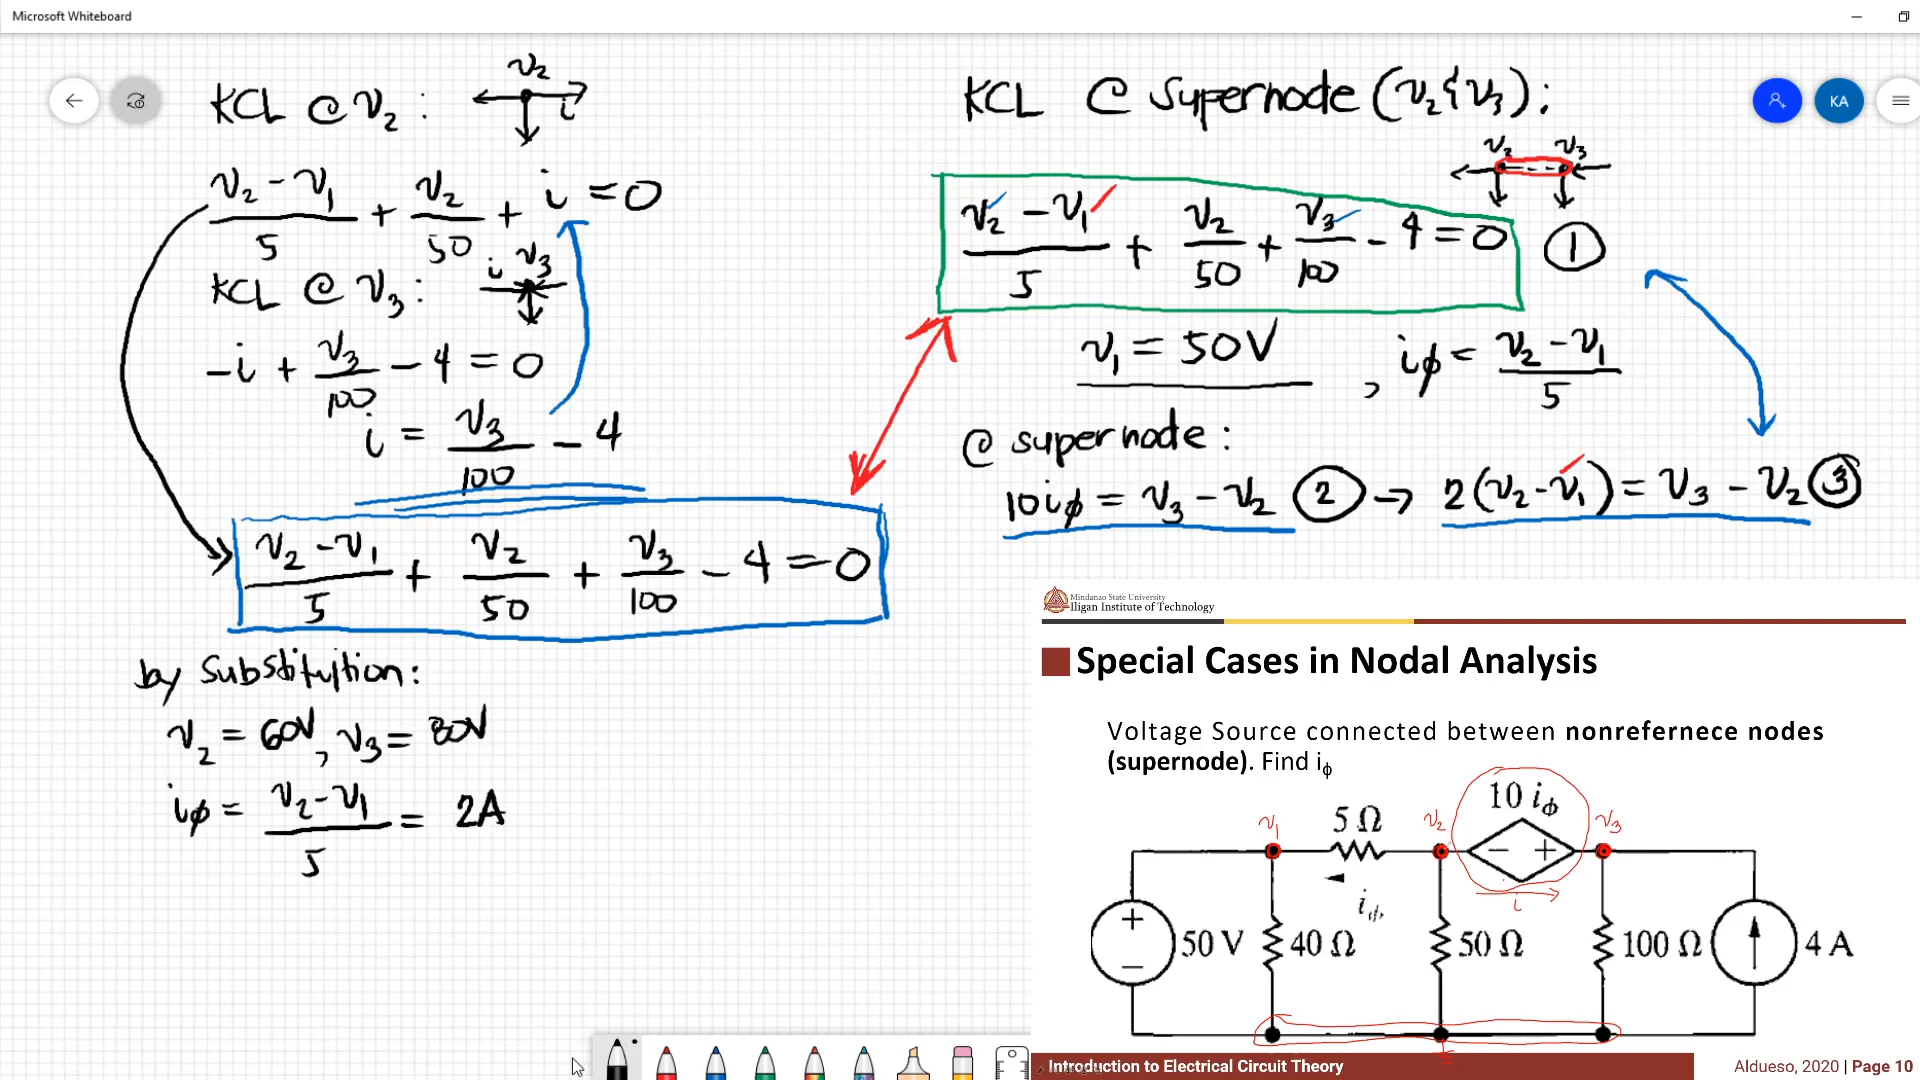 Microsoft Whiteboard
KCL @ v₂ :
v₂
i
(v₂ - v₁)/5 + v₂/50 + i = 0
KCL @ v₃ :
i v₃
-i + v₃/100 - 4 = 0
i = v₃/100 - 4
(v₂ - v₁)/5 + v₂/50 + v₃/100 - 4 = 0
by substitution:
v₂ = 60V, v₃ = 80V
iϕ = (v₂ - v₁)/5 = 2A
KCL @ supernode (v₂ & v₃) :
KA
v₂ v₃
(v₂ - v₁)/5 + v₂/50 + v₃/100 - 4 = 0 ①
v₁ = 50V , iϕ = (v₂ - v₁)/5
@ supernode :
10iϕ = v₃ - v₂ ② → 2(v₂ - v₁) = v₃ - v₂ ③
Mindanao State University
Iligan Institute of Technology
Special Cases in Nodal Analysis
Voltage Source connected between nonrefernece nodes
(supernode). Find iϕ
10 iϕ
v₁ 5 Ω v₂ v₃
− +
iϕ i
+
50 V 40 Ω 50 Ω 100 Ω 4 A
−
Introduction to Electrical Circuit Theory
Aldueso, 2020 | Page 10